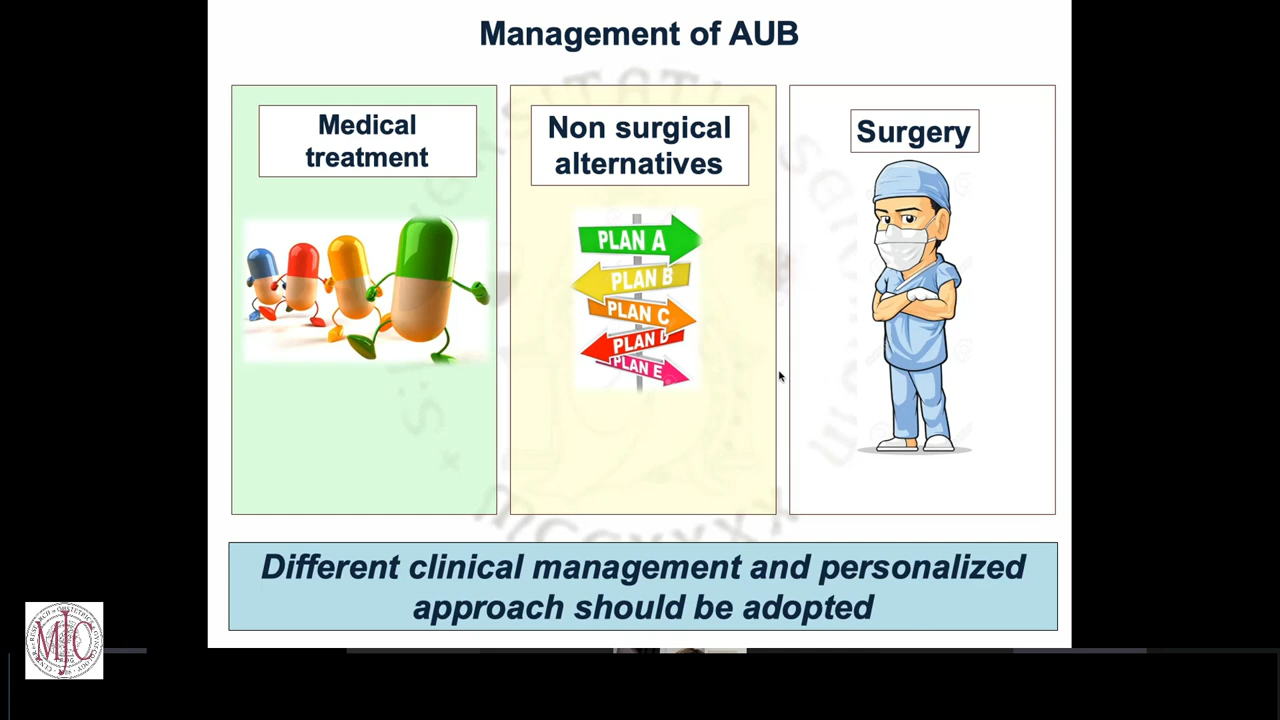 Management of AUB
Medical
treatment
Non surgical
alternatives
Surgery
PLAN A
PLAN B
PLAN C
PLAN D
PLAN E
Different clinical management and personalized
approach should be adopted
MJC